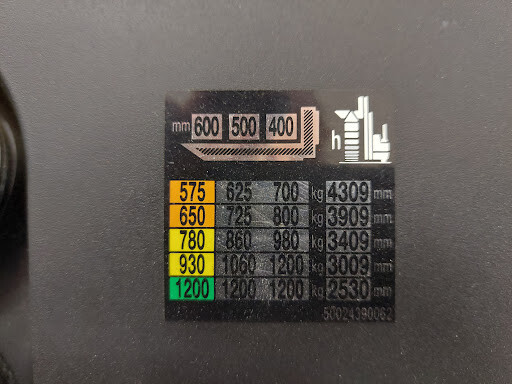 mm 600 500 400
h
575 625 700 kg 4309 mm
650 725 800 kg 3909 mm
780 860 980 kg 3409 mm
930 1060 1200 kg 3009 mm
1200 1200 1200 kg 2530 mm
50024390062